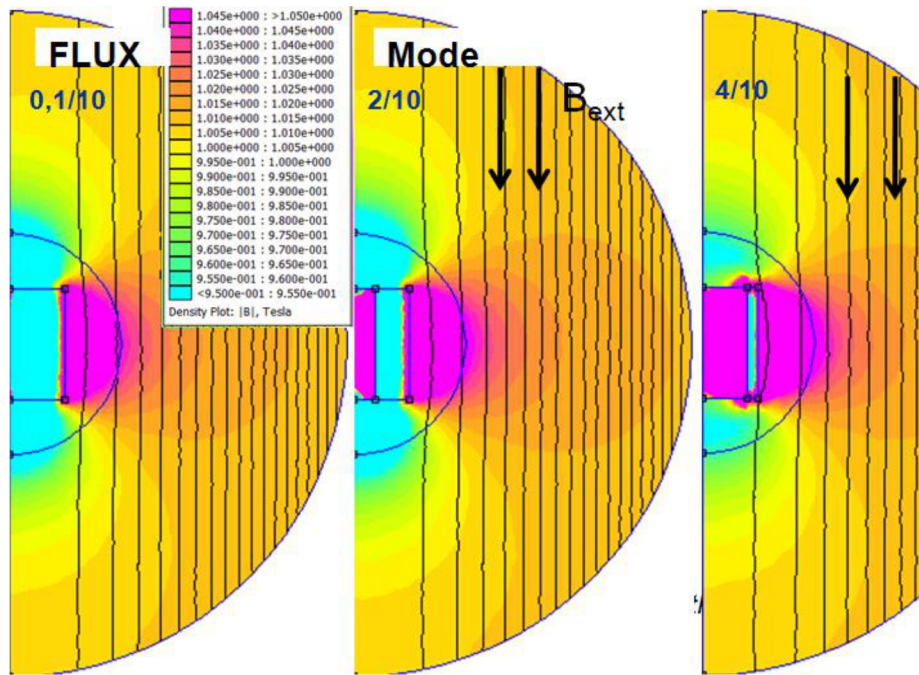 FLUX
0,1/10
1.045e+000 : >1.050e+000
1.040e+000 : 1.045e+000
1.035e+000 : 1.040e+000
1.030e+000 : 1.035e+000
1.025e+000 : 1.030e+000
1.020e+000 : 1.025e+000
1.015e+000 : 1.020e+000
1.010e+000 : 1.015e+000
1.005e+000 : 1.010e+000
1.000e+000 : 1.005e+000
9.950e-001 : 1.000e+000
9.900e-001 : 9.950e-001
9.850e-001 : 9.900e-001
9.800e-001 : 9.850e-001
9.750e-001 : 9.800e-001
9.700e-001 : 9.750e-001
9.650e-001 : 9.700e-001
9.600e-001 : 9.650e-001
9.550e-001 : 9.600e-001
<9.500e-001 : 9.550e-001
Density Plot: |B|, Tesla
Mode
2/10
Bext
4/10